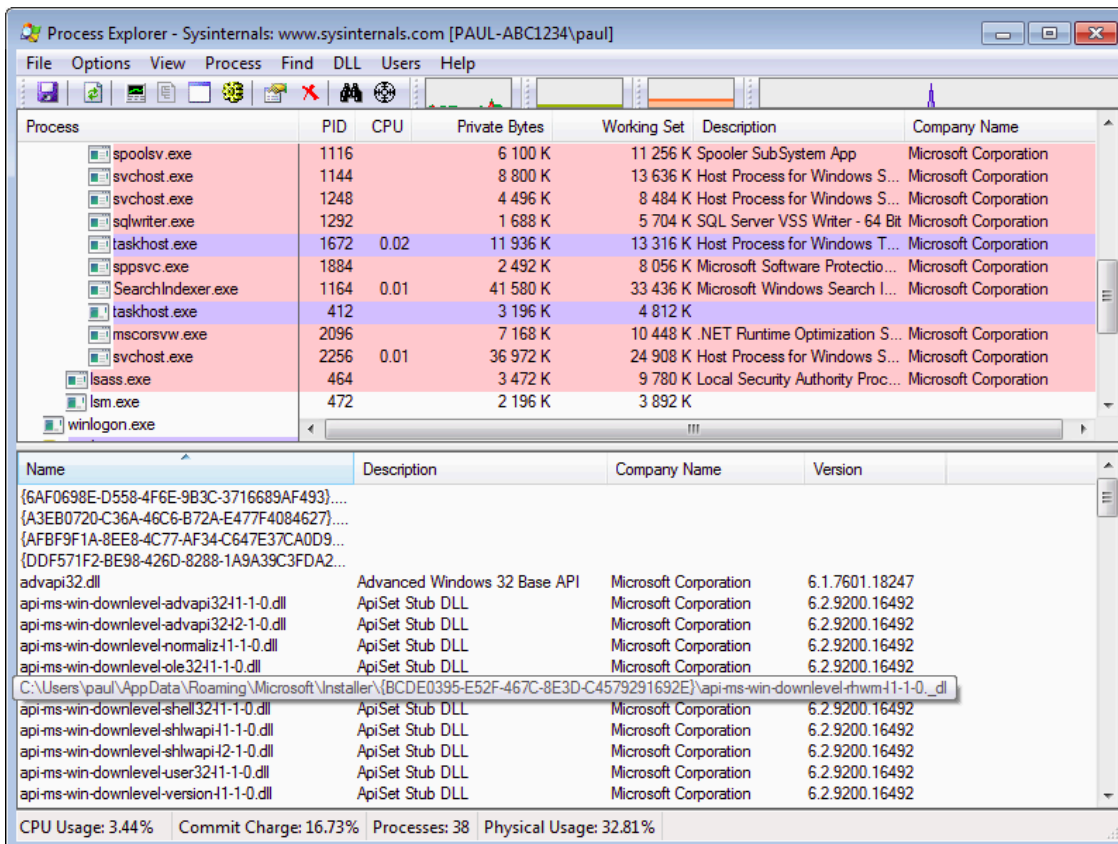 Process Explorer - Sysinternals: www.sysinternals.com [PAUL-ABC1234\paul]
File Options View Process Find DLL Users Help
Process PID CPU Private Bytes Working Set Description Company Name
spoolsv.exe 1116 6 100 K 11 256 K Spooler SubSystem App Microsoft Corporation
svchost.exe 1144 8 800 K 13 636 K Host Process for Windows S... Microsoft Corporation
svchost.exe 1248 4 496 K 8 484 K Host Process for Windows S... Microsoft Corporation
sqlwriter.exe 1292 1 688 K 5 704 K SQL Server VSS Writer - 64 Bit Microsoft Corporation
taskhost.exe 1672 0.02 11 936 K 13 316 K Host Process for Windows T... Microsoft Corporation
sppsvc.exe 1884 2 492 K 8 056 K Microsoft Software Protectio... Microsoft Corporation
SearchIndexer.exe 1164 0.01 41 580 K 33 436 K Microsoft Windows Search I... Microsoft Corporation
taskhost.exe 412 3 196 K 4 812 K
mscorsvw.exe 2096 7 168 K 10 448 K .NET Runtime Optimization S... Microsoft Corporation
svchost.exe 2256 0.01 36 972 K 24 908 K Host Process for Windows S... Microsoft Corporation
lsass.exe 464 3 472 K 9 780 K Local Security Authority Proc... Microsoft Corporation
lsm.exe 472 2 196 K 3 892 K
winlogon.exe
Name Description Company Name Version
{6AF0698E-D558-4F6E-9B3C-3716689AF493}....
{A3EB0720-C36A-46C6-B72A-E477F4084627}....
{AFBF9F1A-8EE8-4C77-AF34-C647E37CA0D9...
{DDF571F2-BE98-426D-8288-1A9A39C3FDA2...
advapi32.dll Advanced Windows 32 Base API Microsoft Corporation 6.1.7601.18247
api-ms-win-downlevel-advapi32-l1-1-0.dll ApiSet Stub DLL Microsoft Corporation 6.2.9200.16492
api-ms-win-downlevel-advapi32-l2-1-0.dll ApiSet Stub DLL Microsoft Corporation 6.2.9200.16492
api-ms-win-downlevel-normaliz-l1-1-0.dll ApiSet Stub DLL Microsoft Corporation 6.2.9200.16492
api-ms-win-downlevel-ole32-l1-1-0.dll ApiSet Stub DLL Microsoft Corporation 6.2.9200.16492
C:\Users\paul\AppData\Roaming\Microsoft\Installer\{BCDE0395-E52F-467C-8E3D-C4579291692E}\api-ms-win-downlevel-rhwm-l1-1-0._dl
api-ms-win-downlevel-shell32-l1-1-0.dll ApiSet Stub DLL Microsoft Corporation 6.2.9200.16492
api-ms-win-downlevel-shlwapi-l1-1-0.dll ApiSet Stub DLL Microsoft Corporation 6.2.9200.16492
api-ms-win-downlevel-shlwapi-l2-1-0.dll ApiSet Stub DLL Microsoft Corporation 6.2.9200.16492
api-ms-win-downlevel-user32-l1-1-0.dll ApiSet Stub DLL Microsoft Corporation 6.2.9200.16492
api-ms-win-downlevel-version-l1-1-0.dll ApiSet Stub DLL Microsoft Corporation 6.2.9200.16492
CPU Usage: 3.44% Commit Charge: 16.73% Processes: 38 Physical Usage: 32.81%